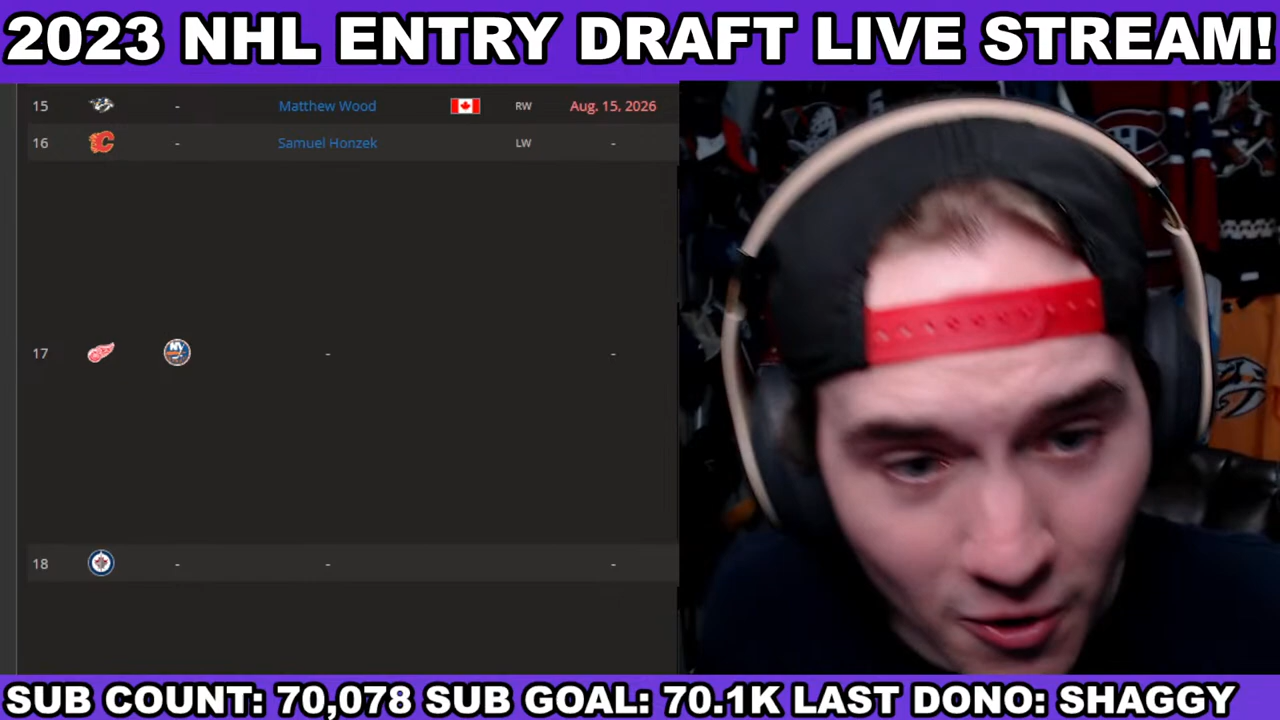 2023 NHL ENTRY DRAFT LIVE STREAM!
15 - Matthew Wood RW Aug. 15, 2026
16 - Samuel Honzek LW -
17 NY - -
18 - - -
SUB COUNT: 70,078 SUB GOAL: 70.1K LAST DONO: SHAGGY